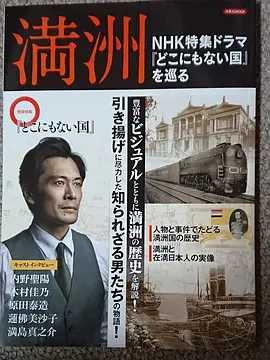 満洲
NHK特集ドラマ
『どこにもない国』
を巡る
『どこにもない国』
豊富なビジュアルとともに満洲の歴史を解説！
引き揚げに尽力した知られざる男たちの物語！
キャストインタビュー
内野聖陽
木村佳乃
原田泰造
蓮佛美沙子
満島真之介
人物と事件でたどる
満洲国の歴史
満洲と
在満日本人の実像